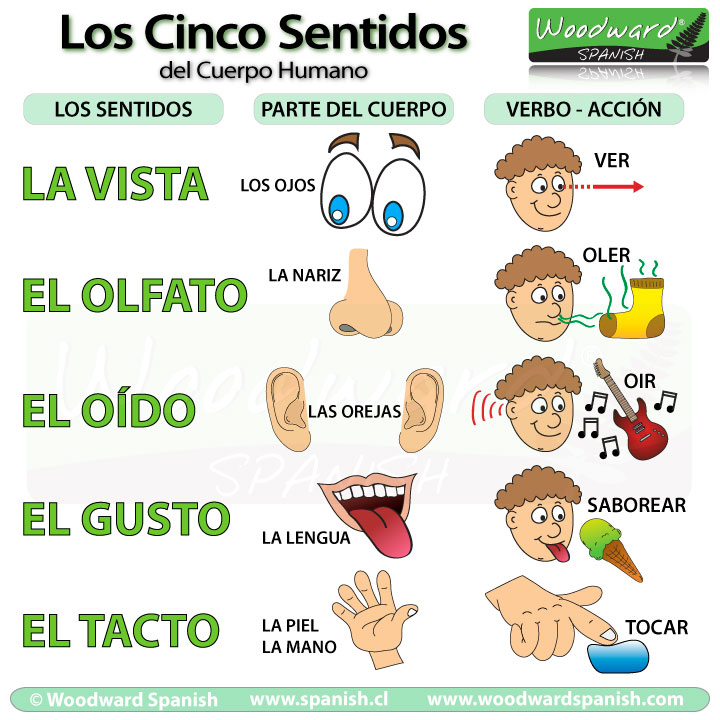 Los Cinco Sentidos
del Cuerpo Humano
Woodward®
SPANISH
LOS SENTIDOS
PARTE DEL CUERPO
VERBO - ACCIÓN
LA VISTA
LOS OJOS
VER
EL OLFATO
LA NARIZ
OLER
EL OÍDO
LAS OREJAS
OIR
EL GUSTO
LA LENGUA
SABOREAR
EL TACTO
LA PIEL
LA MANO
TOCAR
Woodward®
SPANISH
© Woodward Spanish
www.spanish.cl
www.woodwardspanish.com